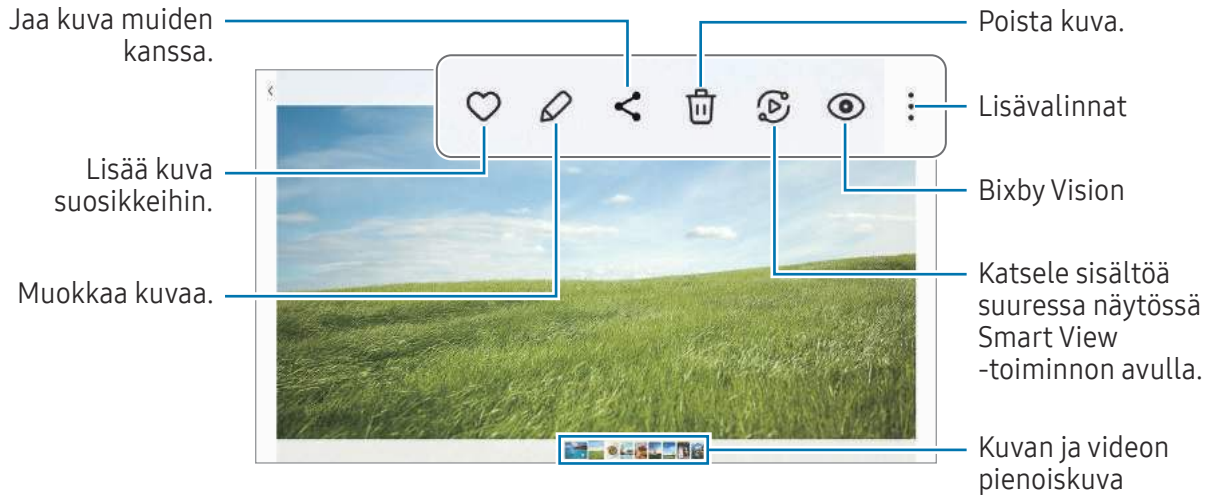 Jaa kuva muiden
kanssa.
Lisää kuva
suosikkeihin.
Muokkaa kuvaa.
Poista kuva.
Lisävalinnat
Bixby Vision
Katsele sisältöä
suuressa näytössä
Smart View
-toiminnon avulla.
Kuvan ja videon
pienoiskuva